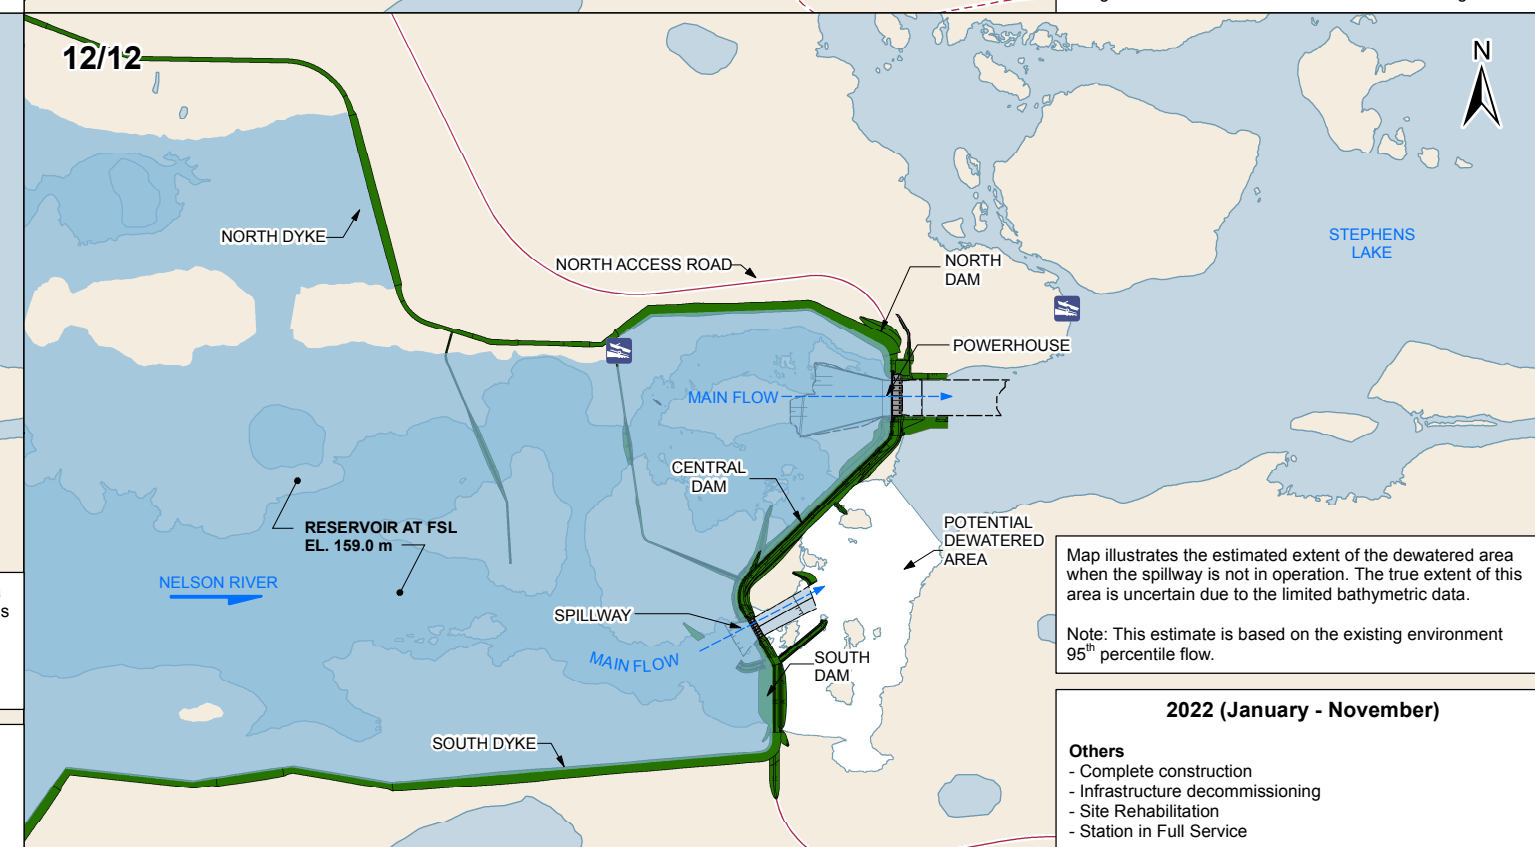 12/12
N
NORTH DYKE
NORTH ACCESS ROAD
NORTH
DAM
STEPHENS
LAKE
POWERHOUSE
MAIN FLOW
CENTRAL
DAM
RESERVOIR AT FSL
EL. 159.0 m
POTENTIAL
DEWATERED
AREA
NELSON RIVER
SPILLWAY
MAIN FLOW
SOUTH
DAM
SOUTH DYKE
Map illustrates the estimated extent of the dewatered area
when the spillway is not in operation. The true extent of this
area is uncertain due to the limited bathymetric data.
Note: This estimate is based on the existing environment
95th percentile flow.
2022 (January - November)
Others
- Complete construction
- Infrastructure decommissioning
- Site Rehabilitation
- Station in Full Service